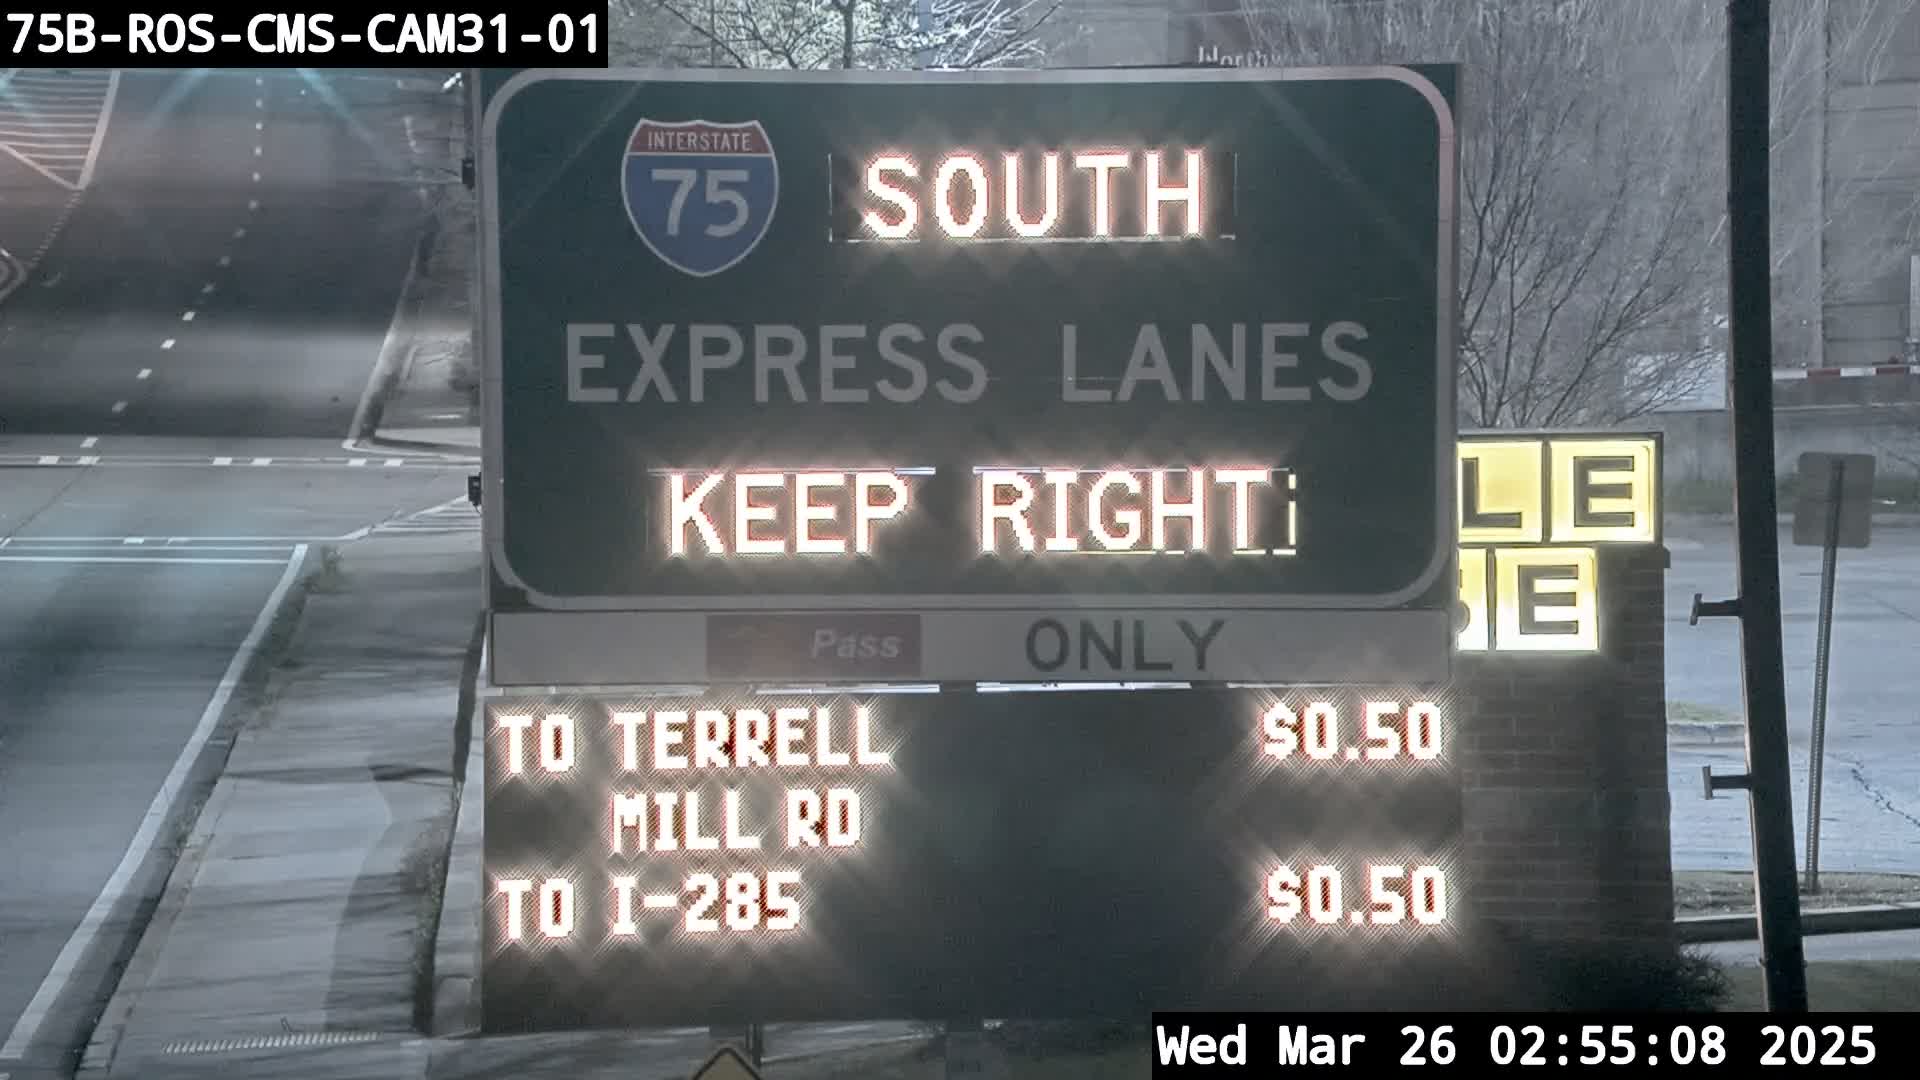 75B-ROS-CMS-CAM31-01
INTERSTATE
75
SOUTH
EXPRESS LANES
KEEP RIGHT
LE
E
Pass ONLY
TO TERRELL $0.50
MILL RD
TO I-285 $0.50
Wed Mar 26 02:55:08 2025